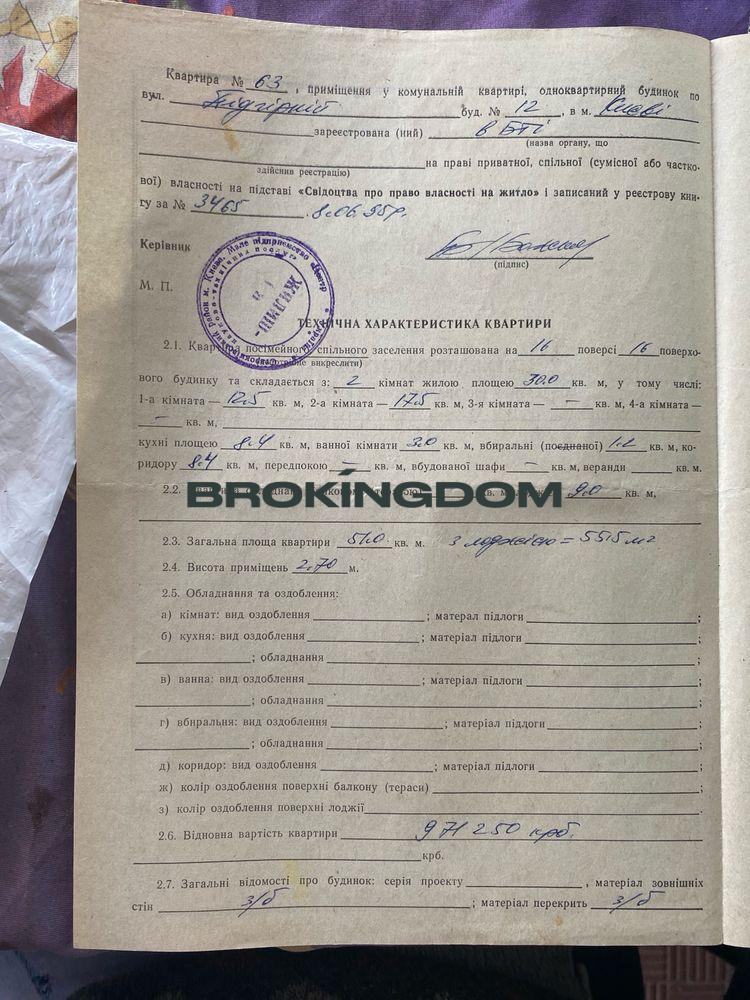 Квартира № 63 , приміщення у комунальній квартирі, одноквартирний будинок по
вул. Підгірній буд. № 12 , в м. Києві
зареєстрована (ний) в БТІ
(назва органу, що
на праві приватної, спільної (сумісної або частко-
здійснив реєстрацію)
вої) власності на підставі «Свідоцтва про право власності на житло» і записаний у реєстрову кни-
гу за № 3465 8.06.95р.
Керівник
(підпис)
М. П.
ТЕХНІЧНА ХАРАКТЕРИСТИКА КВАРТИРИ
2.1. Квартира посімейного, спільного заселення розташована на 16 поверсі 16 поверхо-
(непотрібне викреслити)
вого будинку та складається з: 2 кімнат жилою площею 30.0 кв. м, у тому числі:
1-а кімната — 12.5 кв. м, 2-а кімната — 17.5 кв. м, 3-я кімната — — кв. м, 4-а кімната —
— кв. м,
кухні площею 8.4 кв. м, ванної кімнати 3.0 кв. м, вбиральні (поєднаної) 1.2 кв. м, ко-
ридору 8.4 кв. м, передпокою — кв. м, вбудованої шафи — кв. м, веранди кв. м.
2.2. кв. м 9.0 кв. м,
BROKINGDOM
2.3. Загальна площа квартири 51.0 кв. м. з лоджією = 55.5 м2
2.4. Висота приміщень 2.70 м.
2.5. Обладнання та оздоблення:
а) кімнат: вид оздоблення ; матерал підлоги ;
б) кухня: вид оздоблення ; матеріал підлоги ;
; обладнання ;
в) ванна: вид оздоблення ; матеріал підлоги ;
; обладнання ;
г) вбиральня: вид оздоблення ; матеріал підлоги ;
; обладнання ;
д) коридор: вид оздоблення ; матеріал підлоги ;
ж) колір оздоблення поверхні балкону (тераси) ;
з) колір оздоблення поверхні лоджії .
2.6. Відновна вартість квартири 971250 крб.
крб.
2.7. Загальні відомості про будинок: серія проекту , матеріал зовнішніх
стін з/б ; матеріал перекрить з/б